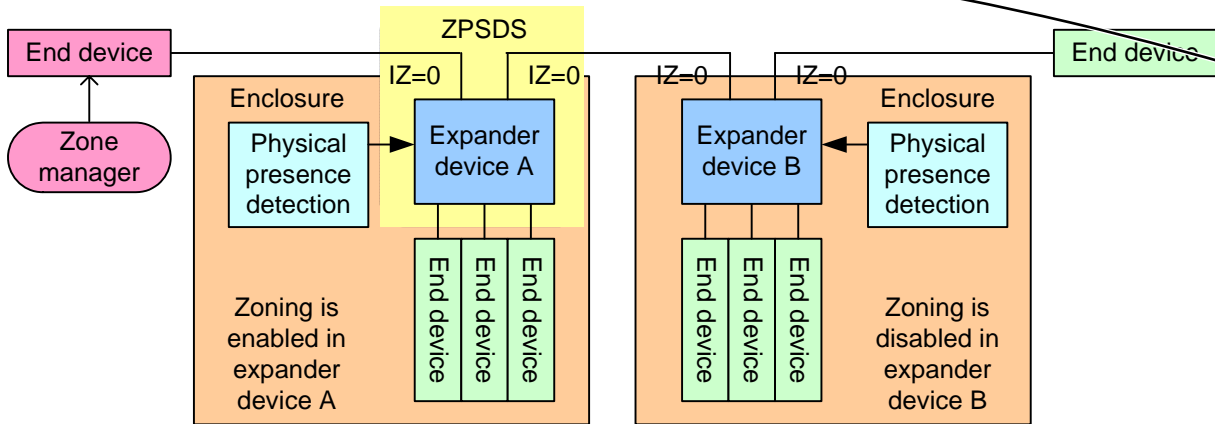 ZPSDS
End device
End device
IZ=0
IZ=0
IZ=0
IZ=0
Enclosure
Enclosure
Zone
manager
Physical
presence
detection
Expander
device A
Expander
device B
Physical
presence
detection
End device
End device
End device
End device
End device
End device
Zoning is
enabled in
expander
device A
Zoning is
disabled in
expander
device B